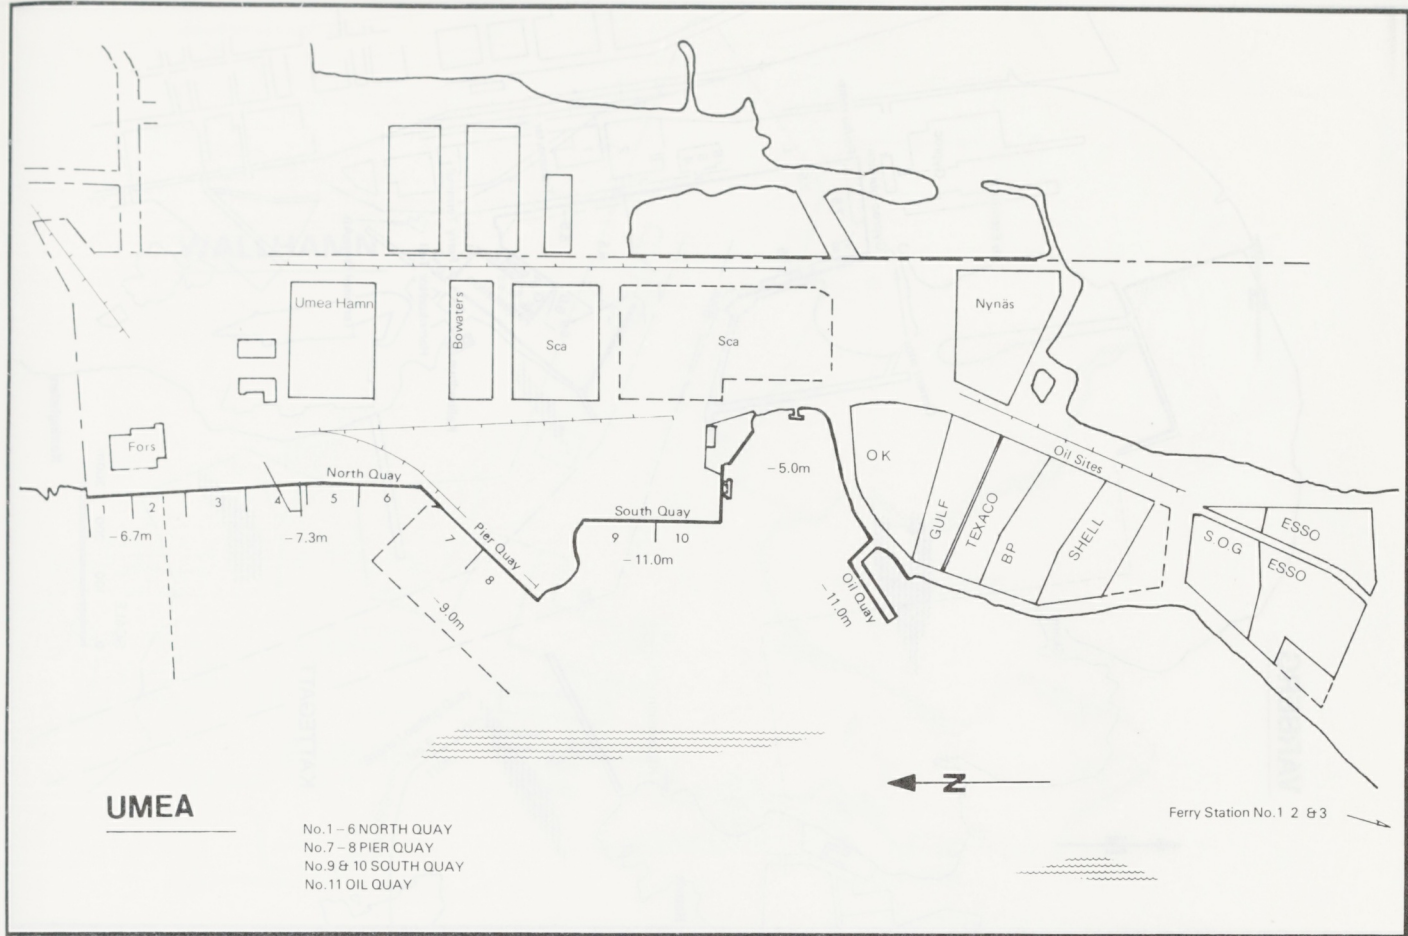 Umea Hamn
Bowaters
Sca
Sca
Nynäs
Fors
North Quay
1
2
3
4
5
6
−6.7m
−7.3m
Pier Quay
7
8
−9.0m
South Quay
9
10
−11.0m
−5.0m
Oil Quay
−11.0m
OK
GULF
TEXACO
BP
SHELL
Oil Sites
SOG
ESSO
ESSO
N
UMEA
No.1–6 NORTH QUAY
No.7–8 PIER QUAY
No.9 & 10 SOUTH QUAY
No.11 OIL QUAY
Ferry Station No.1 2 & 3